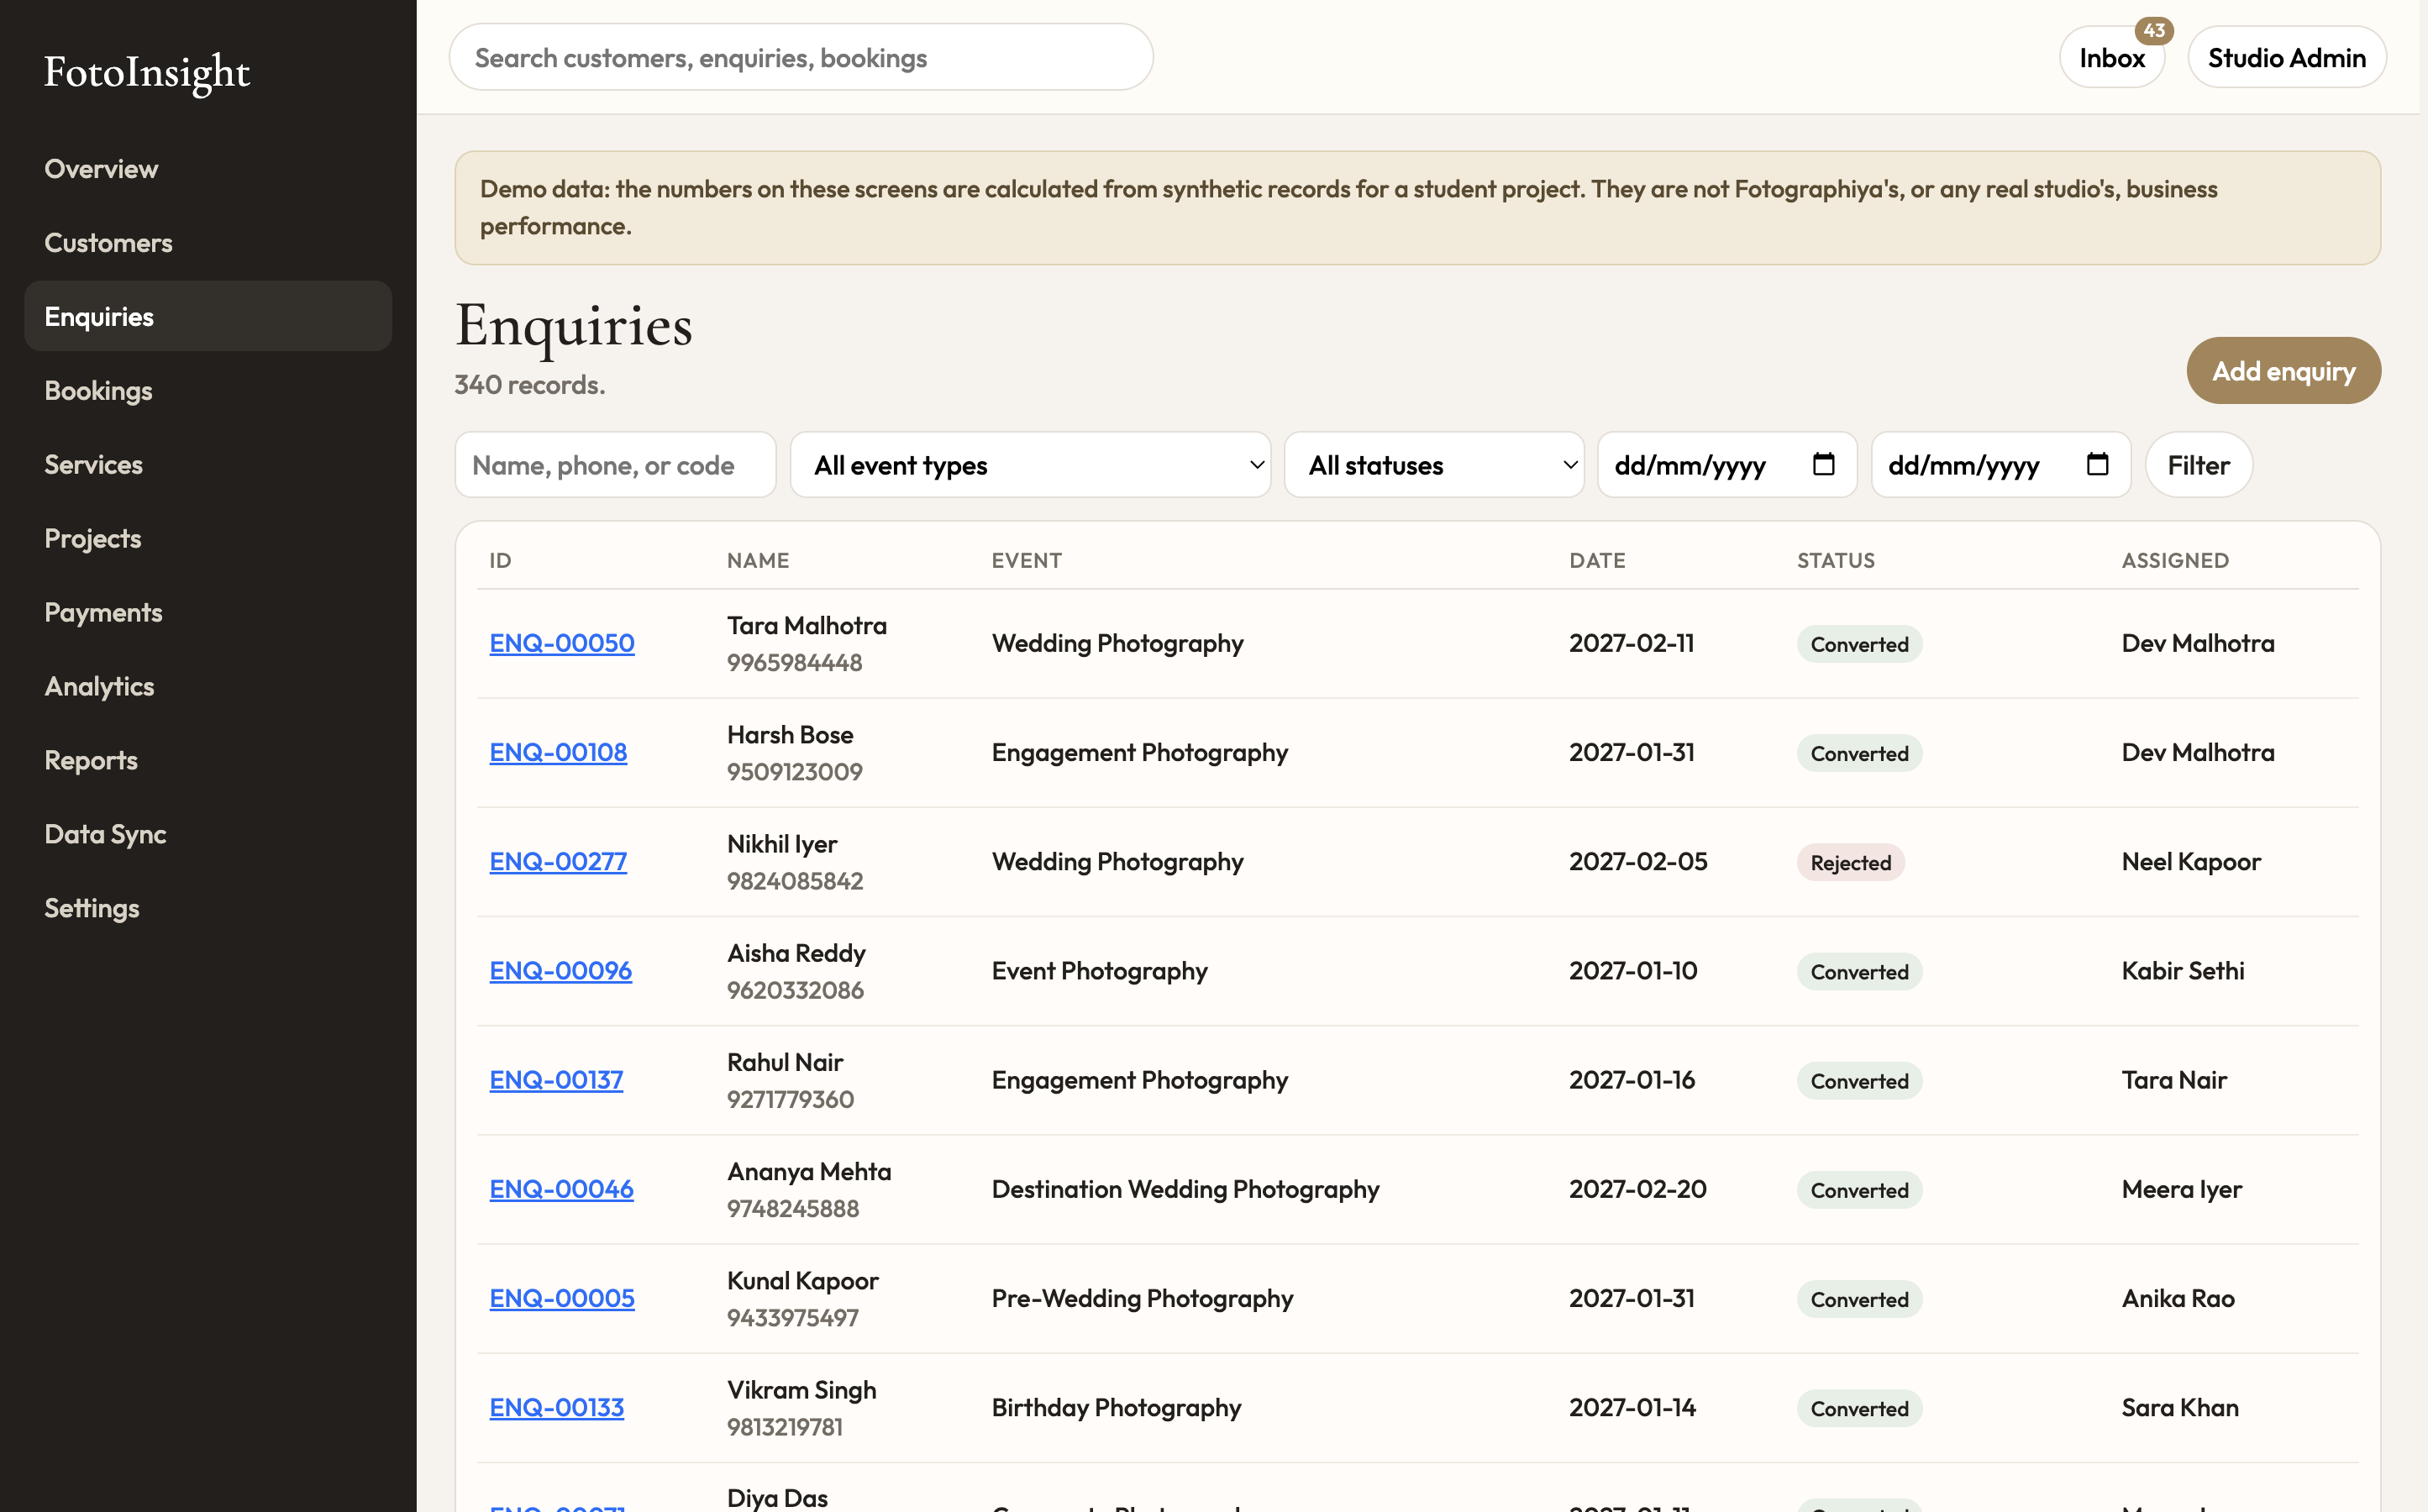 FotoInsight
Overview
Customers
Enquiries
Bookings
Services
Projects
Payments
Analytics
Reports
Data Sync
Settings
Search customers, enquiries, bookings
Inbox
43
Studio Admin
Demo data: the numbers on these screens are calculated from synthetic records for a student project. They are not Fotographiya's, or any real studio's, business
performance.
Enquiries
340 records.
Add enquiry
Name, phone, or code
All event types
All statuses
dd/mm/yyyy
dd/mm/yyyy
Filter
ID NAME EVENT DATE STATUS ASSIGNED
ENQ-00050 Tara Malhotra Wedding Photography 2027-02-11 Converted Dev Malhotra
9965984448
ENQ-00108 Harsh Bose Engagement Photography 2027-01-31 Converted Dev Malhotra
9509123009
ENQ-00277 Nikhil Iyer Wedding Photography 2027-02-05 Rejected Neel Kapoor
9824085842
ENQ-00096 Aisha Reddy Event Photography 2027-01-10 Converted Kabir Sethi
9620332086
ENQ-00137 Rahul Nair Engagement Photography 2027-01-16 Converted Tara Nair
9271779360
ENQ-00046 Ananya Mehta Destination Wedding Photography 2027-02-20 Converted Meera Iyer
9748245888
ENQ-00005 Kunal Kapoor Pre-Wedding Photography 2027-01-31 Converted Anika Rao
9433975497
ENQ-00133 Vikram Singh Birthday Photography 2027-01-14 Converted Sara Khan
9813219781
Diya Das